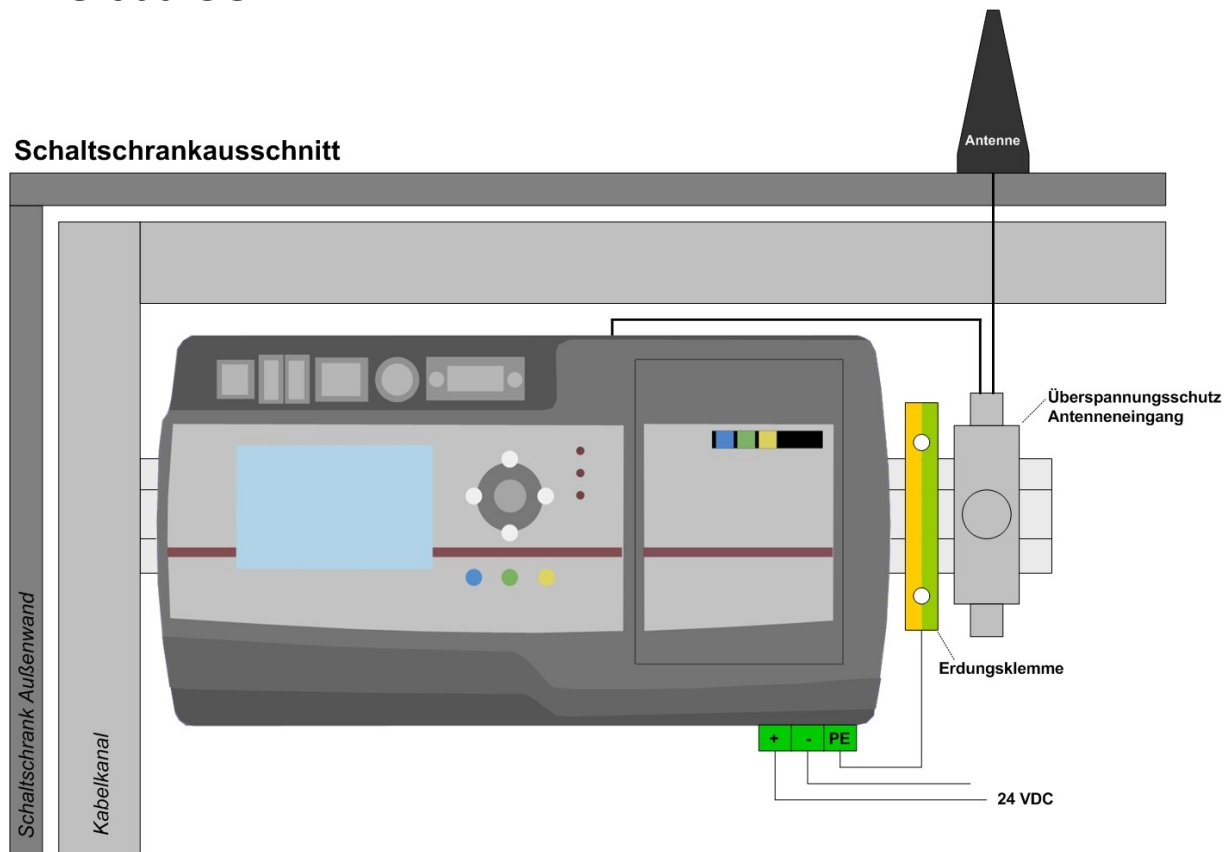 Schaltschrankausschnitt
Antenne
Überspannungsschutz
Antenneneingang
Erdungsklemme
+ - PE
24 VDC
Schaltschrank Außenwand
Kabelkanal